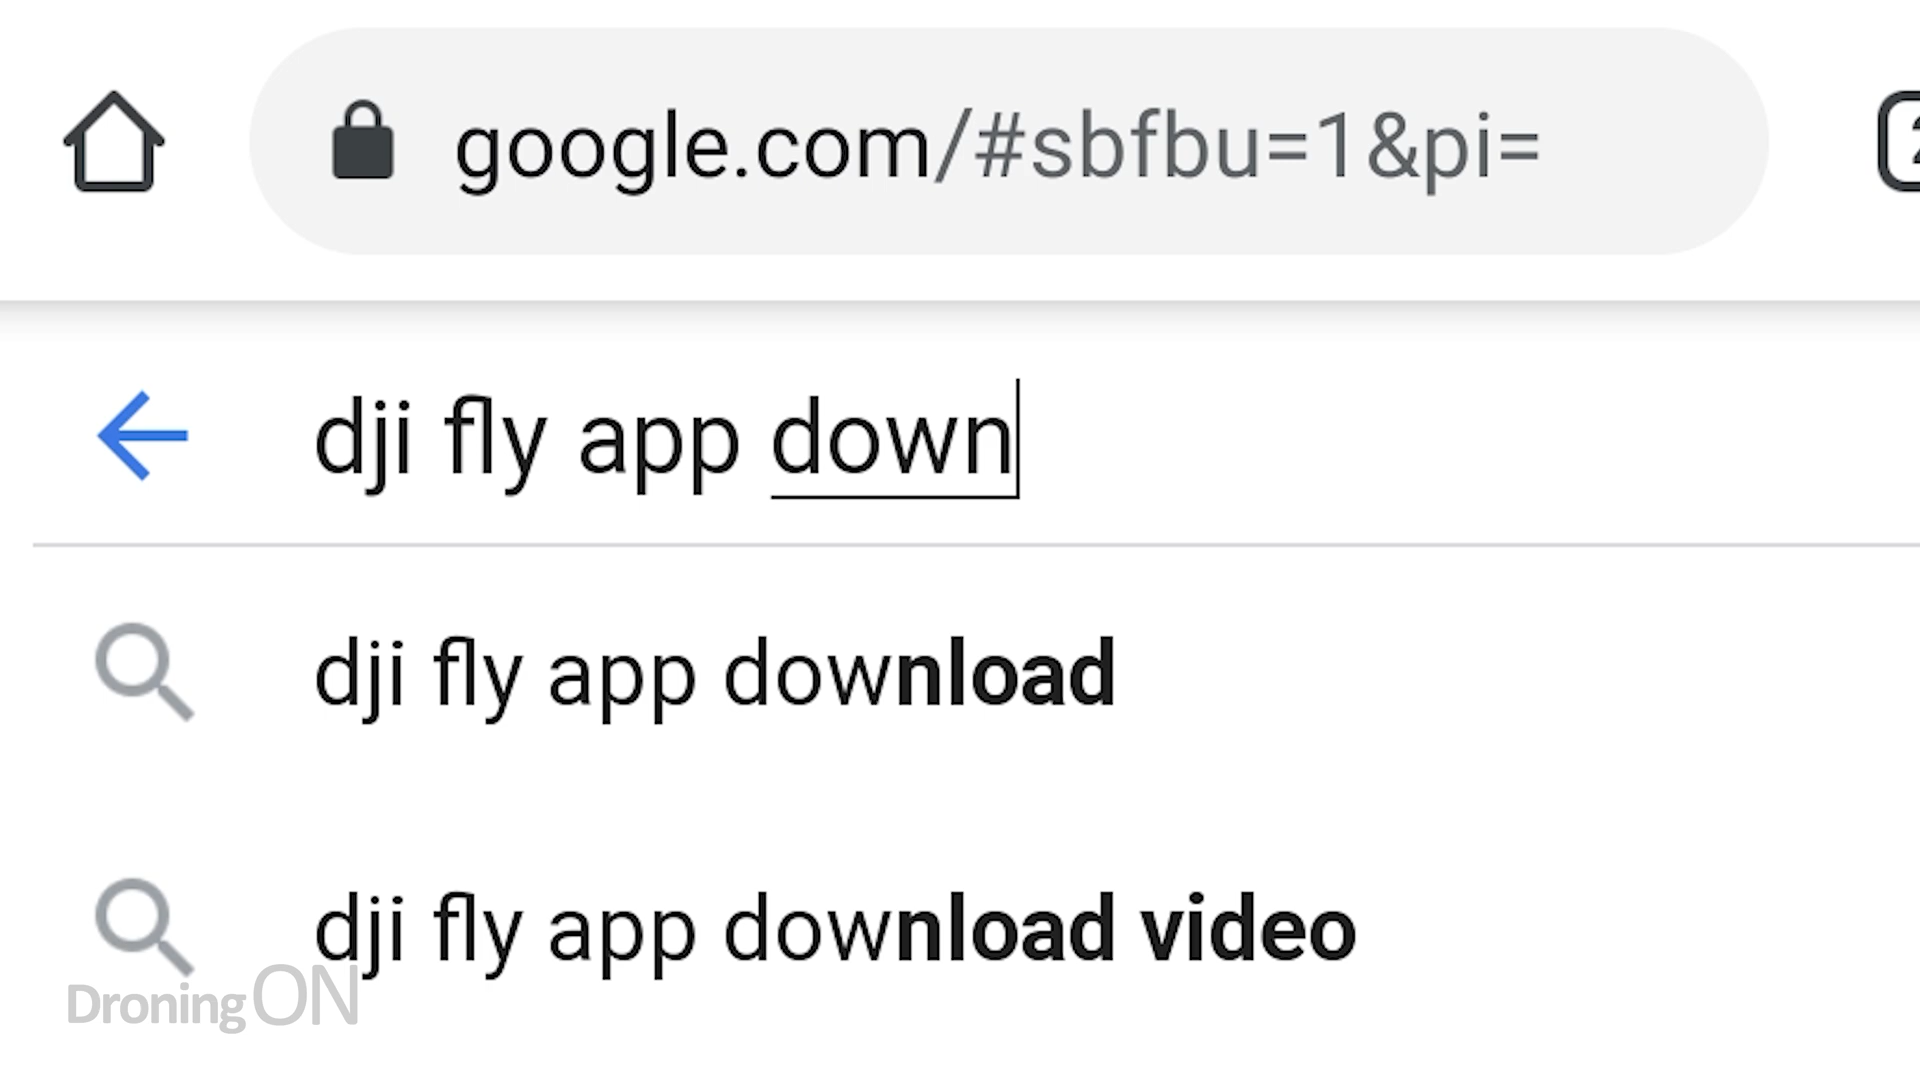 google.com/#sbfbu=1&pi=
dji fly app down
dji fly app download
dji fly app download video
DroningON